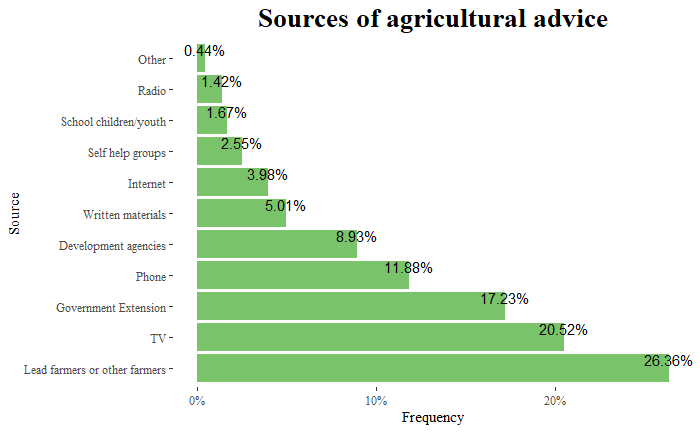 Sources of agricultural advice
Source
Other 0.44%
Radio 1.42%
School children/youth 1.67%
Self help groups 2.55%
Internet 3.98%
Written materials 5.01%
Development agencies 8.93%
Phone 11.88%
Government Extension 17.23%
TV 20.52%
Lead farmers or other farmers 26.36%
0% 10% 20%
Frequency